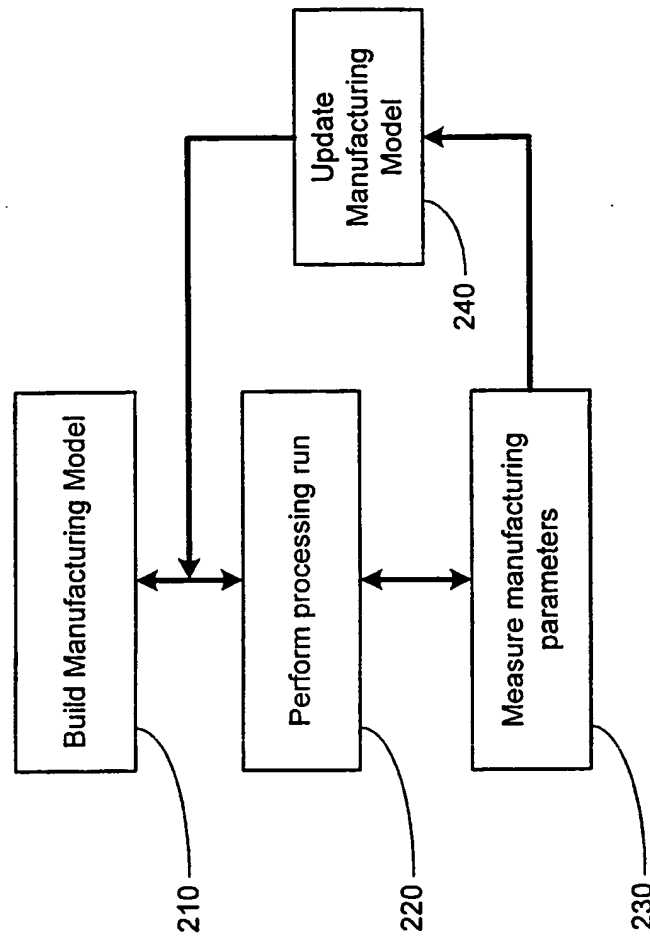 Build Manufacturing Model
210
Perform processing run
220
Measure manufacturing
parameters
230
Update
Manufacturing
Model
240